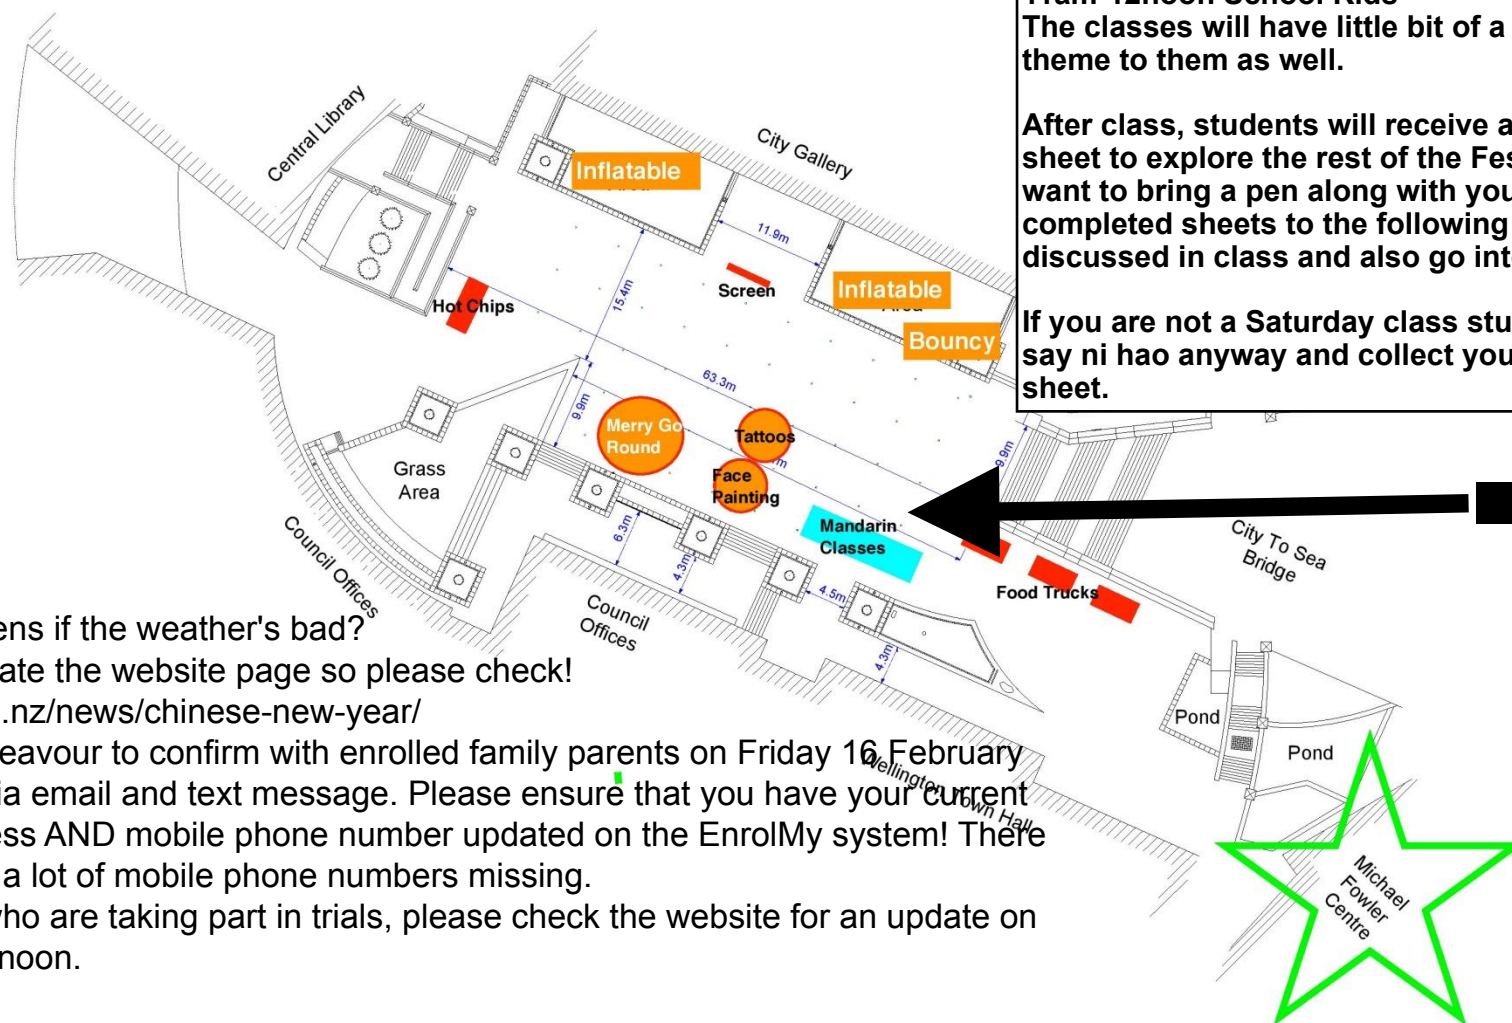 11am-12noon School Kids
The classes will have little bit of a
theme to them as well.
After class, students will receive a
sheet to explore the rest of the Fes
want to bring a pen along with you
completed sheets to the following
discussed in class and also go int
If you are not a Saturday class stu
say ni hao anyway and collect you
sheet.
Central Library
City Gallery
Inflatable
11.9m
15.4m
Screen
Inflatable
Hot Chips
Bouncy
63.3m
9.9m
Merry Go
Round
Tattoos
9.9m
Grass
Area
Face
Painting
Mandarin
Classes
6.3m
4.3m
City To Sea
Bridge
Council Offices
Food Trucks
4.5m
Council
Offices
4.3m
Pond
Pond
Wellington Town Hall
Michael
Fowler
Centre
ens if the weather's bad?
ate the website page so please check!
.nz/news/chinese-new-year/
eavour to confirm with enrolled family parents on Friday 16 February
ia email and text message. Please ensure that you have your current
ess AND mobile phone number updated on the EnrolMy system! There
a lot of mobile phone numbers missing.
who are taking part in trials, please check the website for an update on
noon.